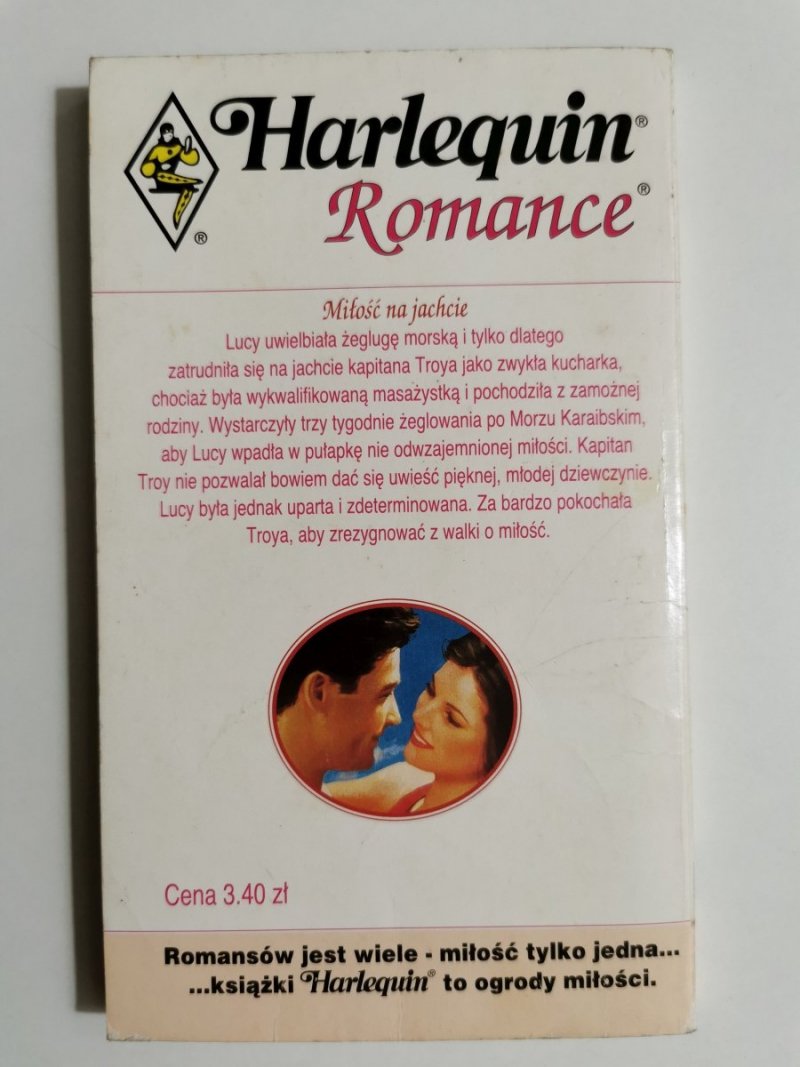 Harlequin®
Romance®
®
Miłość na jachcie
Lucy uwielbiała żeglugę morską i tylko dlatego
zatrudniła się na jachcie kapitana Troya jako zwykła kucharka,
chociaż była wykwalifikowaną masażystką i pochodziła z zamożnej
rodziny. Wystarczyły trzy tygodnie żeglowania po Morzu Karaibskim,
aby Lucy wpadła w pułapkę nie odwzajemnionej miłości. Kapitan
Troy nie pozwalał bowiem dać się uwieść pięknej, młodej dziewczynie.
Lucy była jednak uparta i zdeterminowana. Za bardzo pokochała
Troya, aby zrezygnować z walki o miłość.
Cena 3.40 zł
Romansów jest wiele - miłość tylko jedna...
...książki Harlequin® to ogrody miłości.